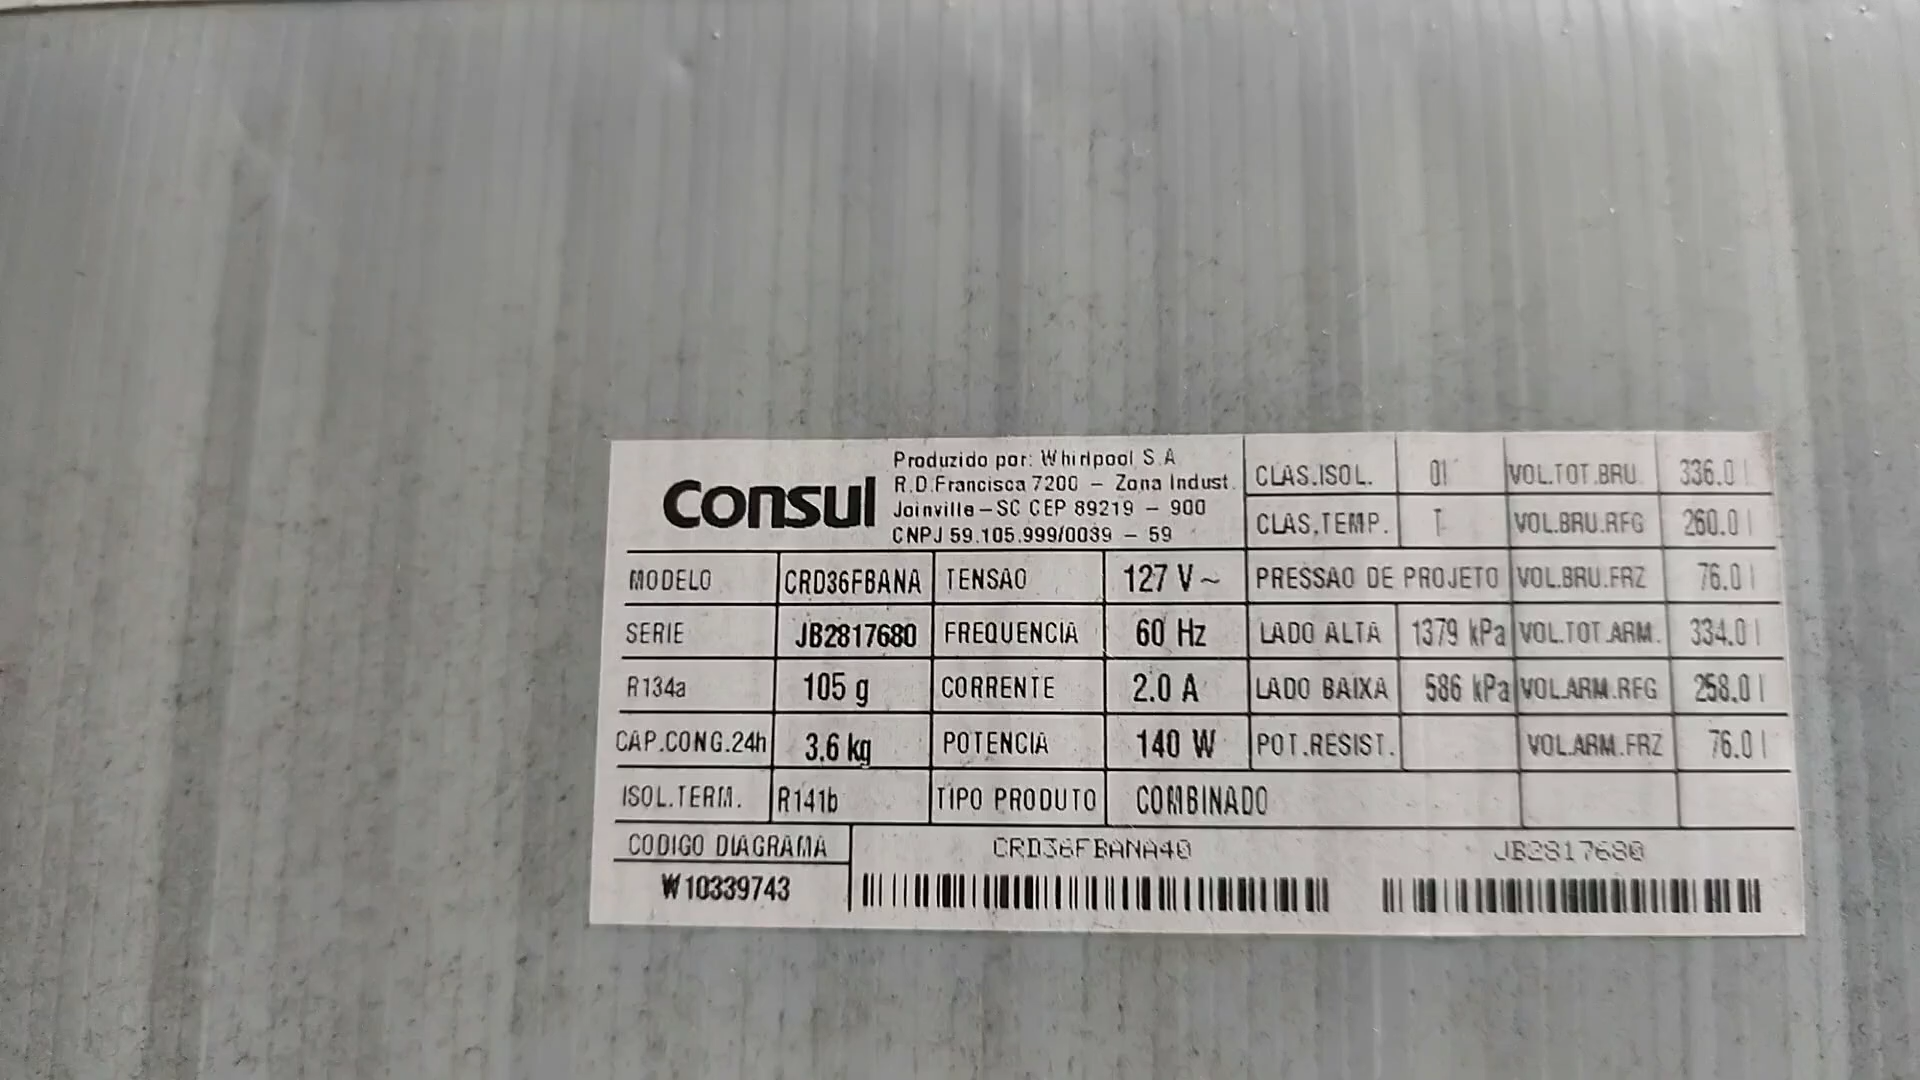 Consul
Produzido por: Whirlpool S.A
R.D.Francisca 7200 – Zona Indust.
Joinville–SC CEP 89219 – 900
CNPJ 59.105.999/0039 – 59
CLAS.ISOL. 01 VOL.TOT.BRU. 336.0 l
CLAS.TEMP. T VOL.BRU.RFG 260.0 l
MODELO CRD36FBANA TENSAO 127 V~ PRESSAO DE PROJETO VOL.BRU.FRZ 76.0 l
SERIE JB2817680 FREQUENCIA 60 Hz LADO ALTA 1379 kPa VOL.TOT.ARM. 334.0 l
R134a 105 g CORRENTE 2.0 A LADO BAIXA 586 kPa VOL.ARM.RFG 258.0 l
CAP.CONG.24h 3.6 kg POTENCIA 140 W POT.RESIST. VOL.ARM.FRZ 76.0 l
ISOL.TERM. R141b TIPO PRODUTO COMBINADO
CODIGO DIAGRAMA CRD36FBANA40 JB2817680
W10339743